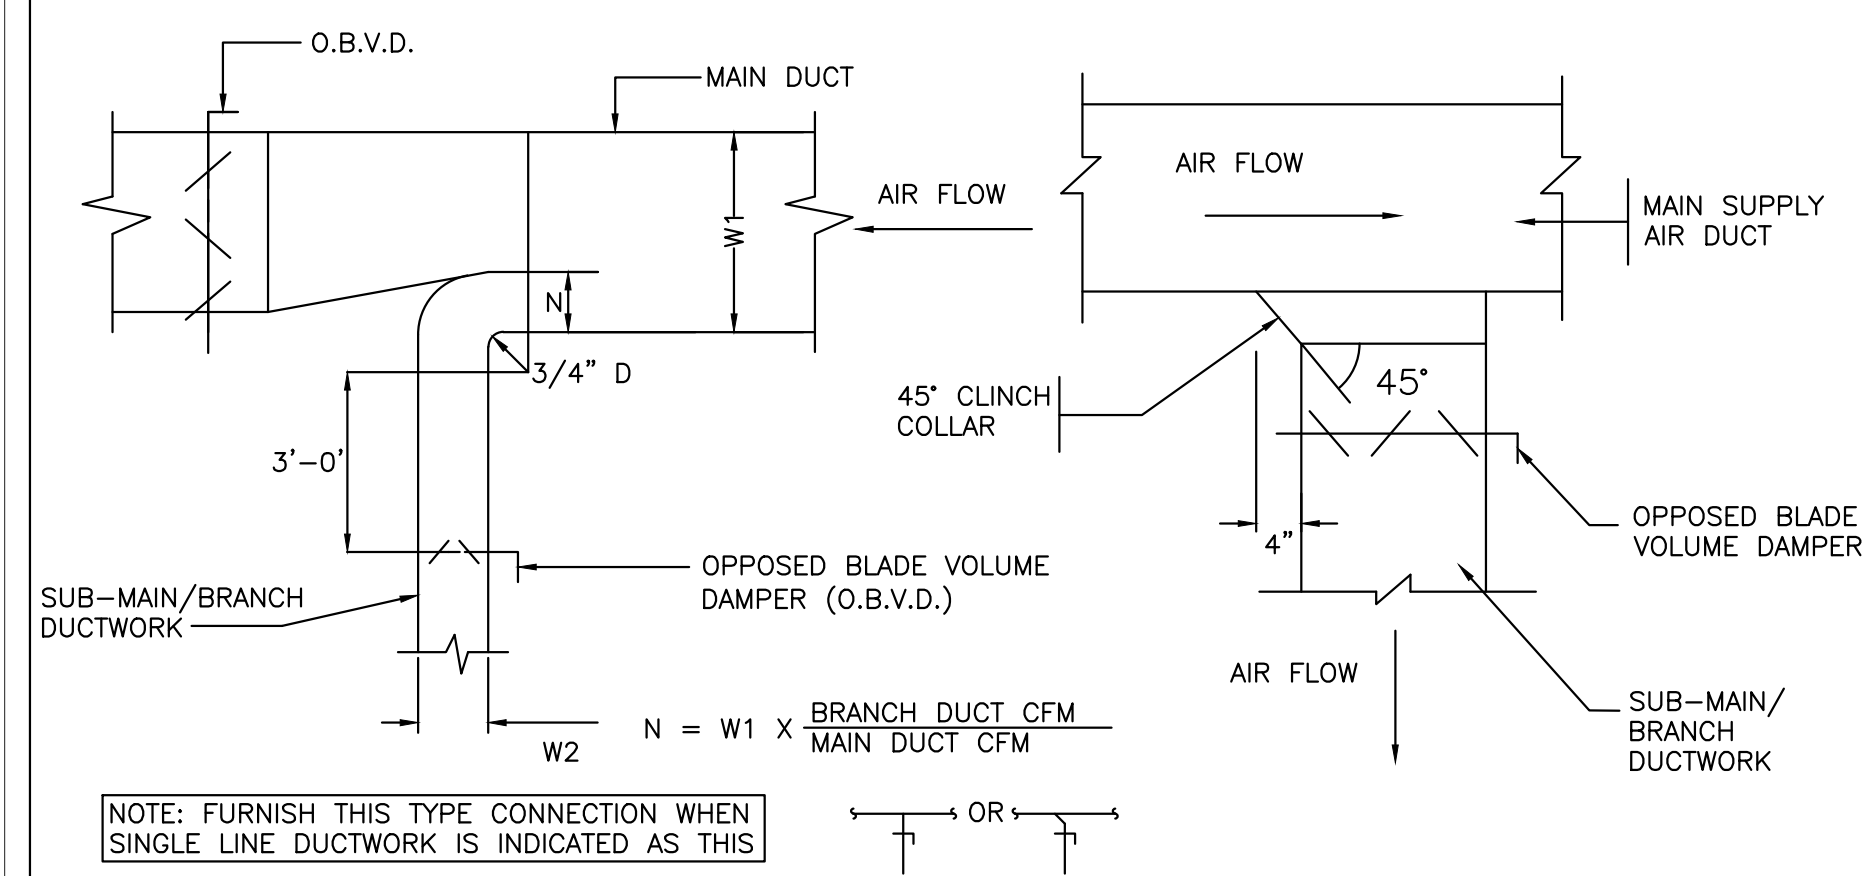 O.B.V.D.
MAIN DUCT
AIR FLOW
W1
N
3/4” D
3’-0’
SUB-MAIN/BRANCH
DUCTWORK
OPPOSED BLADE VOLUME
DAMPER (O.B.V.D.)
W2
N = W1 X BRANCH DUCT CFM
MAIN DUCT CFM
AIR FLOW
MAIN SUPPLY
AIR DUCT
45° CLINCH
COLLAR
45°
4”
OPPOSED BLADE
VOLUME DAMPER
AIR FLOW
SUB-MAIN/
BRANCH
DUCTWORK
NOTE: FURNISH THIS TYPE CONNECTION WHEN
SINGLE LINE DUCTWORK IS INDICATED AS THIS
OR